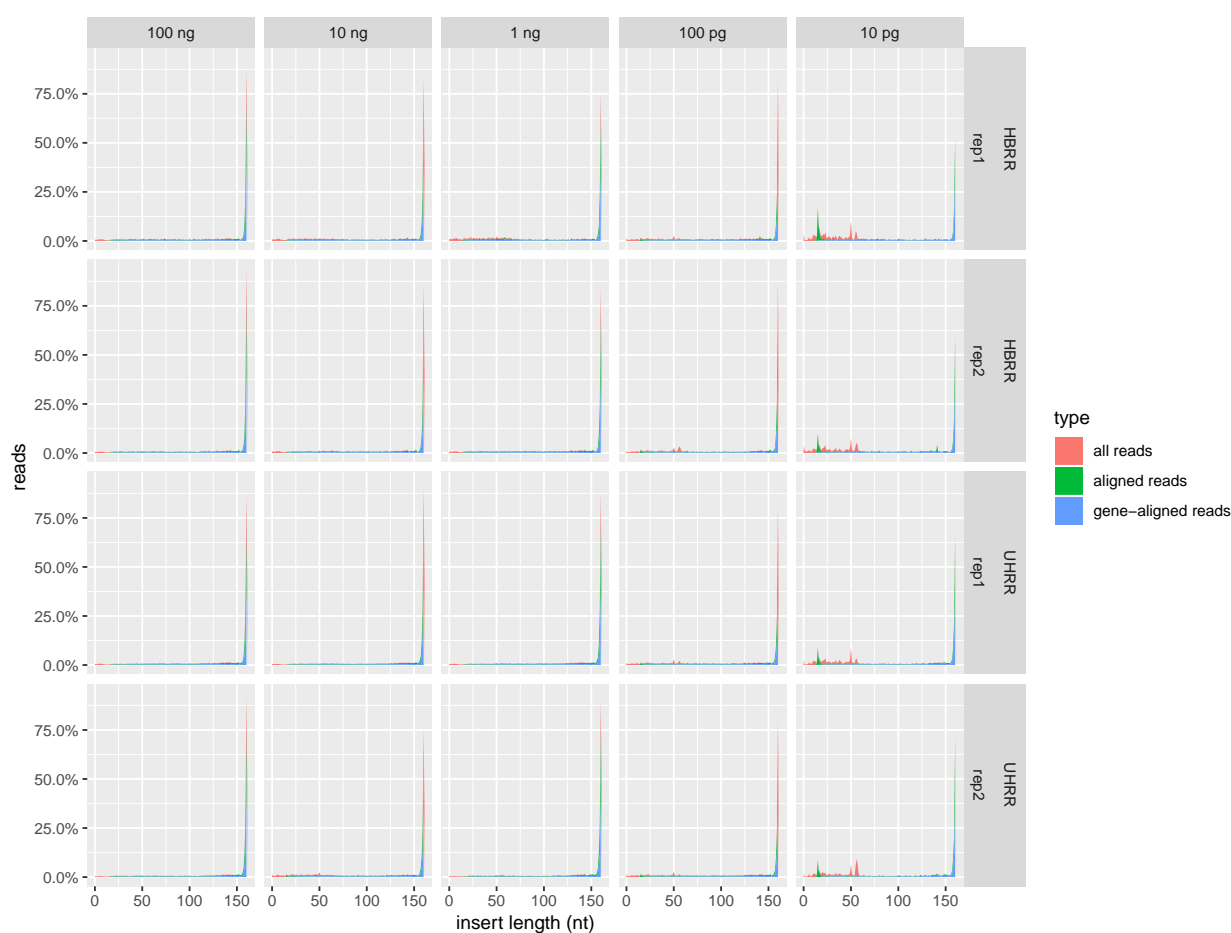 100 ng 10 ng 1 ng 100 pg 10 pg
75.0%
50.0%
25.0%
0.0%
HBRR
rep1
75.0%
50.0%
25.0%
0.0%
HBRR
rep2
75.0%
50.0%
25.0%
0.0%
UHRR
rep1
75.0%
50.0%
25.0%
0.0%
UHRR
rep2
0 50 100 150 0 50 100 150 0 50 100 150 0 50 100 150 0 50 100 150
insert length (nt)
reads
type
all reads
aligned reads
gene−aligned reads